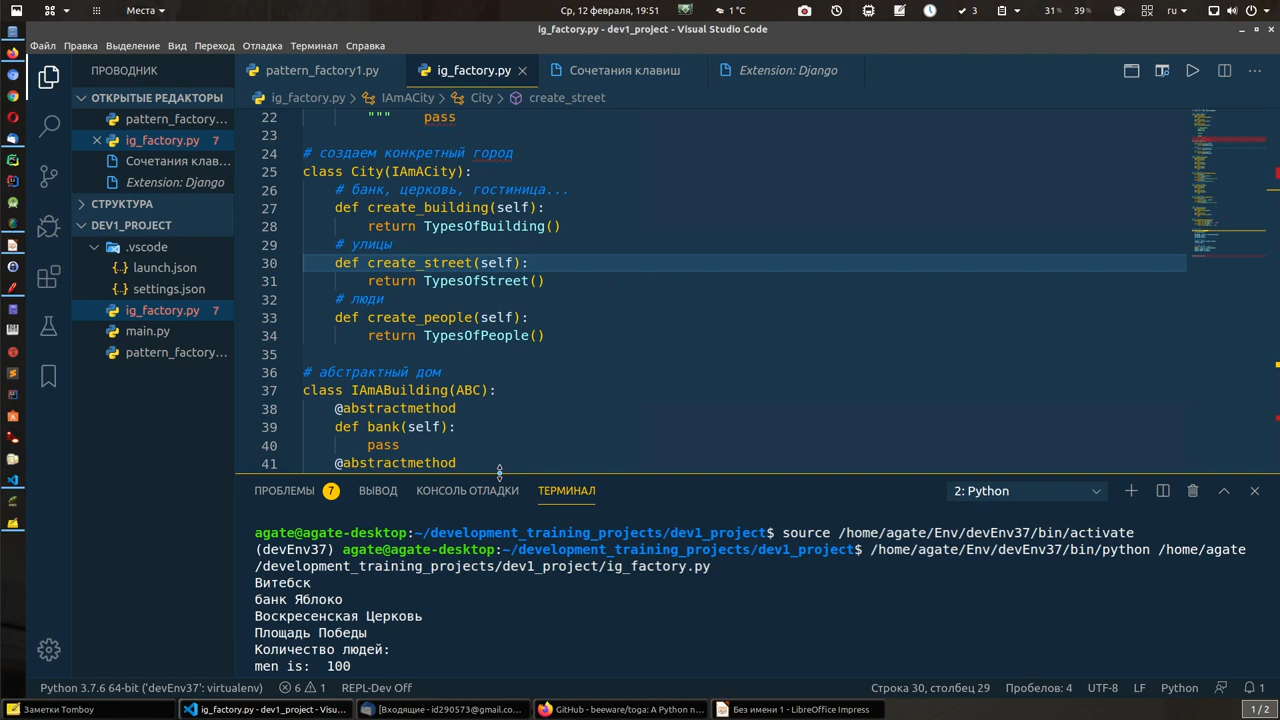 Места
Ср, 12 февраля, 19:51
1°C
3
31%
39%
ru
ig_factory.py - dev1_project - Visual Studio Code
Файл Правка Выделение Вид Переход Отладка Терминал Справка
ПРОВОДНИК
pattern_factory1.py
ig_factory.py
Сочетания клавиш
Extension: Django
ОТКРЫТЫЕ РЕДАКТОРЫ
pattern_factory...
ig_factory.py 7
Сочетания клав...
Extension: Django
СТРУКТУРА
DEV1_PROJECT
.vscode
launch.json
settings.json
ig_factory.py 7
main.py
pattern_factory...
ig_factory.py > IAmACity > City > create_street
22 """ pass
23
24 # создаем конкретный город
25 class City(IAmACity):
26 # банк, церковь, гостиница...
27 def create_building(self):
28 return TypesOfBuilding()
29 # улицы
30 def create_street(self):
31 return TypesOfStreet()
32 # люди
33 def create_people(self):
34 return TypesOfPeople()
35
36 # абстрактный дом
37 class IAmABuilding(ABC):
38 @abstractmethod
39 def bank(self):
40 pass
41 @abstractmethod
ПРОБЛЕМЫ 7 ВЫВОД КОНСОЛЬ ОТЛАДКИ ТЕРМИНАЛ 2: Python
agate@agate-desktop:~/development_training_projects/dev1_project$ source /home/agate/Env/devEnv37/bin/activate
(devEnv37) agate@agate-desktop:~/development_training_projects/dev1_project$ /home/agate/Env/devEnv37/bin/python /home/agate
/development_training_projects/dev1_project/ig_factory.py
Витебск
банк Яблоко
Воскресенская Церковь
Площадь Победы
Количество людей:
men is: 100
Python 3.7.6 64-bit ('devEnv37': virtualenv) 6 1 REPL-Dev Off Строка 30, столбец 29 Пробелов: 4 UTF-8 LF Python 1
Заметки Tomboy
ig_factory.py - dev1_project - Visu...
[Входящие - id290573@gmail.co...
GitHub - beeware/toga: A Python n...
Без имени 1 - LibreOffice Impress
1 / 2